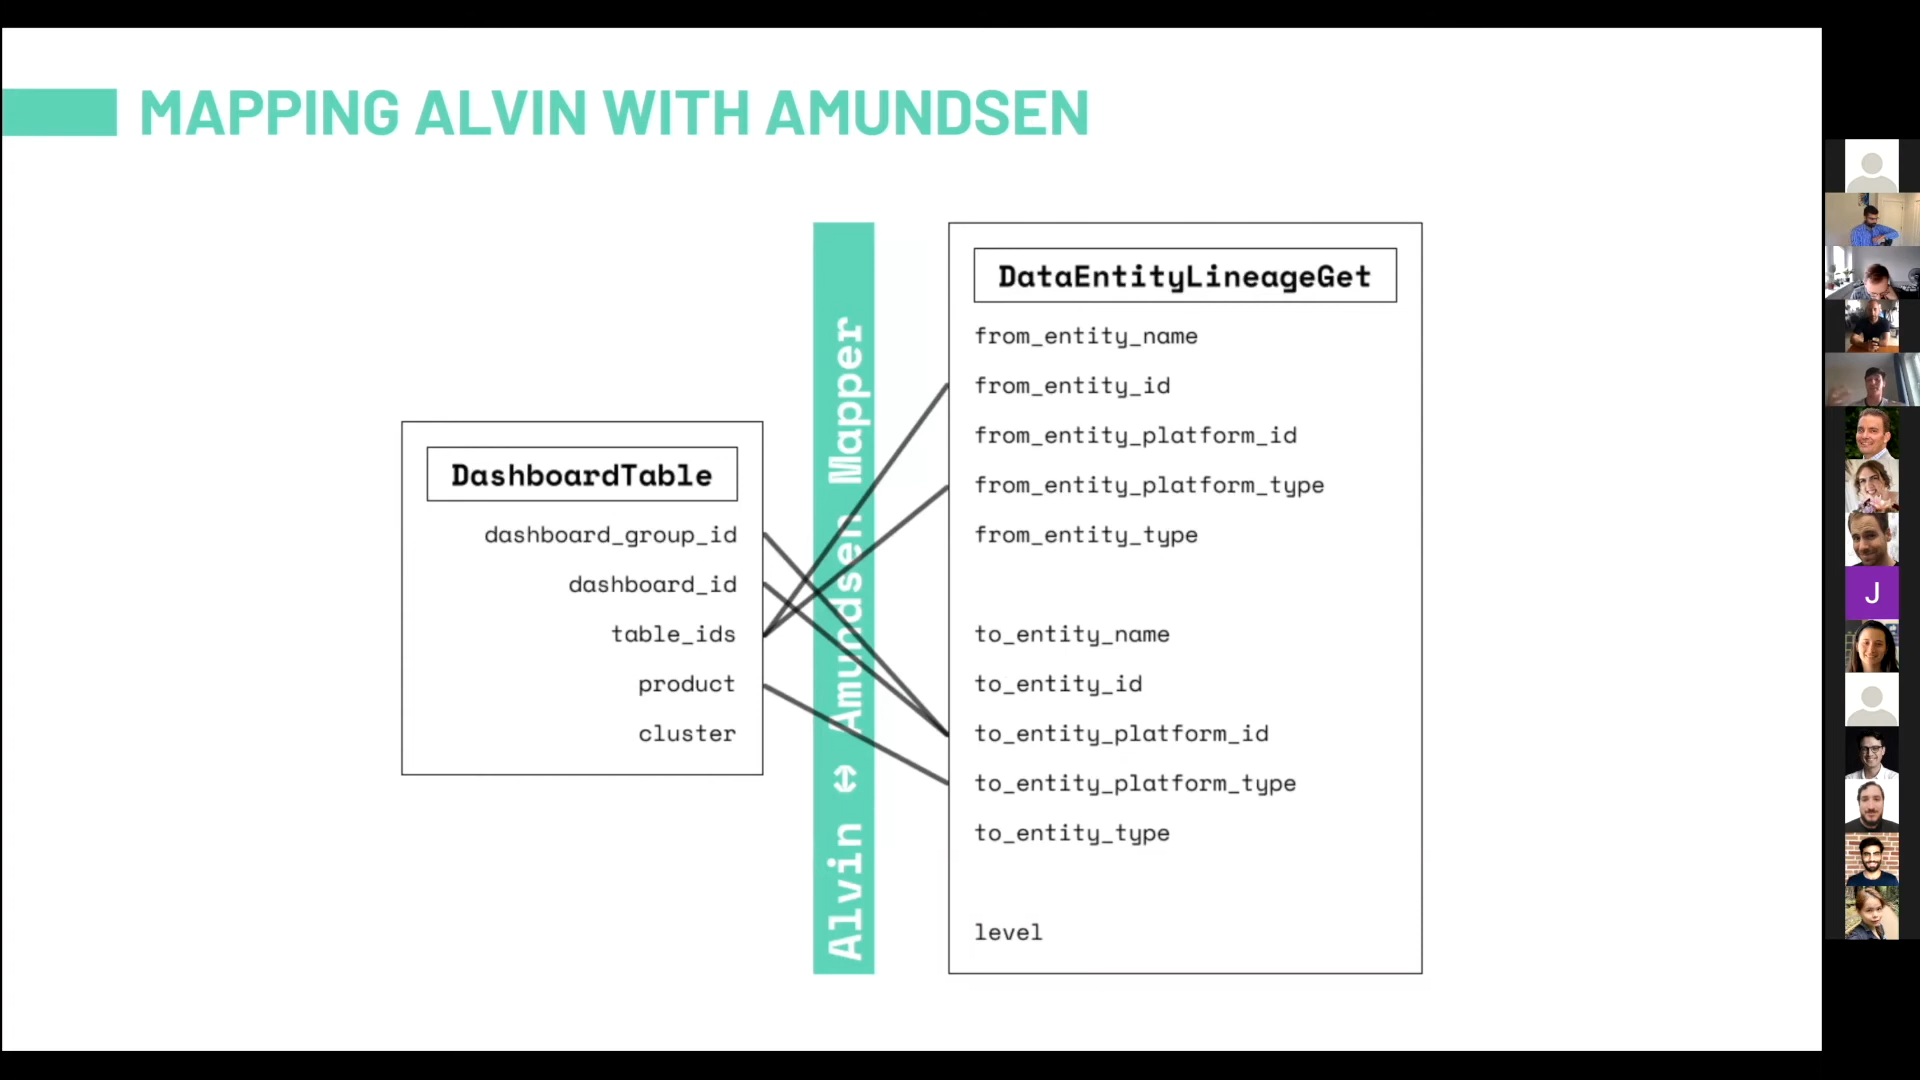 MAPPING ALVIN WITH AMUNDSEN
DashboardTable
dashboard_group_id
dashboard_id
table_ids
product
cluster
Alvin ↔ Amundsen Mapper
DataEntityLineageGet
from_entity_name
from_entity_id
from_entity_platform_id
from_entity_platform_type
from_entity_type
to_entity_name
to_entity_id
to_entity_platform_id
to_entity_platform_type
to_entity_type
level
J